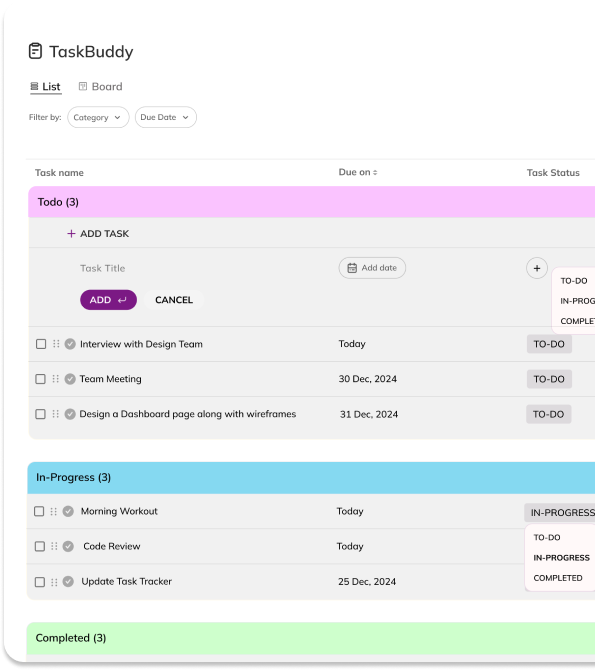 TaskBuddy
List Board
Filter by: Category Due Date
Task name Due on Task Status
Todo (3)
+ ADD TASK
Task Title Add date +
TO-DO
IN-PROG
COMPLET
ADD CANCEL
Interview with Design Team Today TO-DO
Team Meeting 30 Dec, 2024 TO-DO
Design a Dashboard page along with wireframes 31 Dec, 2024 TO-DO
In-Progress (3)
Morning Workout Today IN-PROGRESS
TO-DO
IN-PROGRESS
COMPLETED
Code Review Today
Update Task Tracker 25 Dec, 2024
Completed (3)